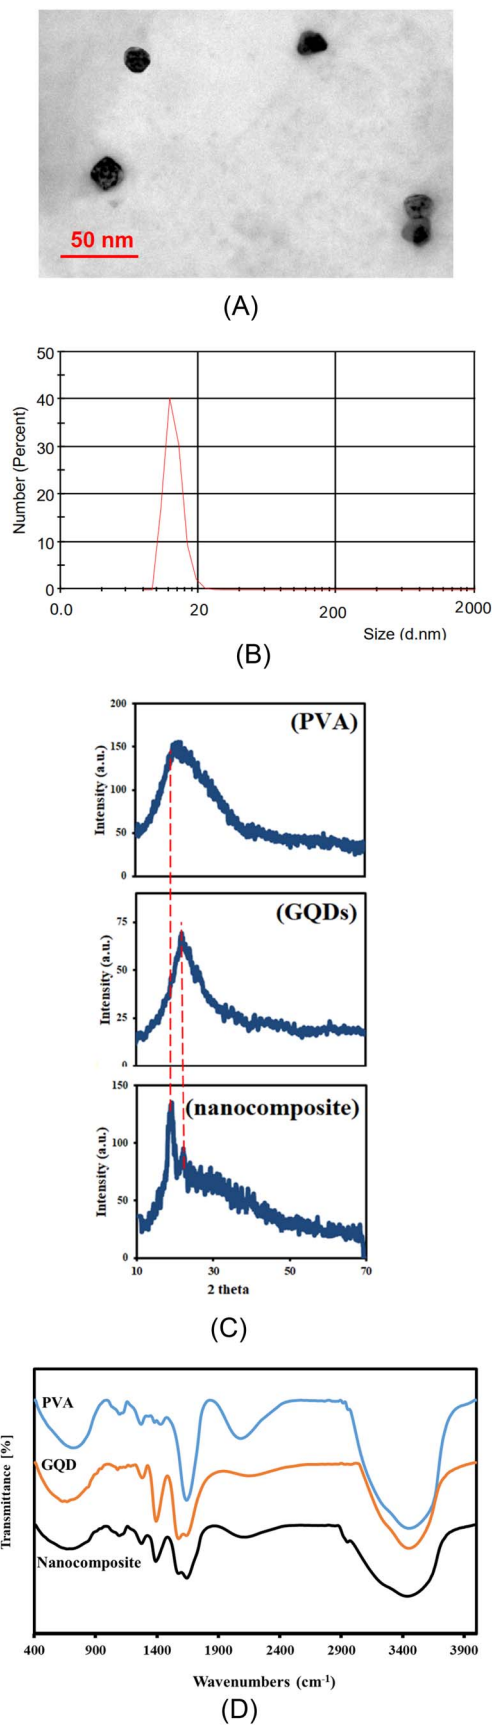 50 nm
(A)
50
40
30
20
10
0
Number (Percent)
0.0
20
200
2000
Size (d.nm)
(B)
200
150
100
50
0
Intensity (a.u.)
(PVA)
75
50
25
0
Intensity (a.u.)
(GQDs)
150
100
50
0
Intensity (a.u.)
(nanocomposite)
10
30
50
70
2 theta
(C)
Transmittance [%]
PVA
GQD
Nanocomposite
400
900
1400
1900
2400
2900
3400
3900
Wavenumbers (cm-1)
(D)